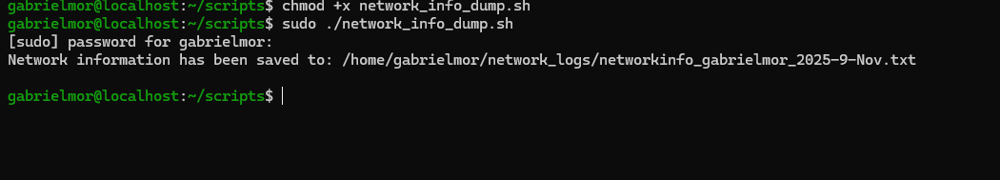 gabrielmor@localhost:~/scripts$ chmod +x network_info_dump.sh
gabrielmor@localhost:~/scripts$ sudo ./network_info_dump.sh
[sudo] password for gabrielmor:
Network information has been saved to: /home/gabrielmor/network_logs/networkinfo_gabrielmor_2025-9-Nov.txt
gabrielmor@localhost:~/scripts$